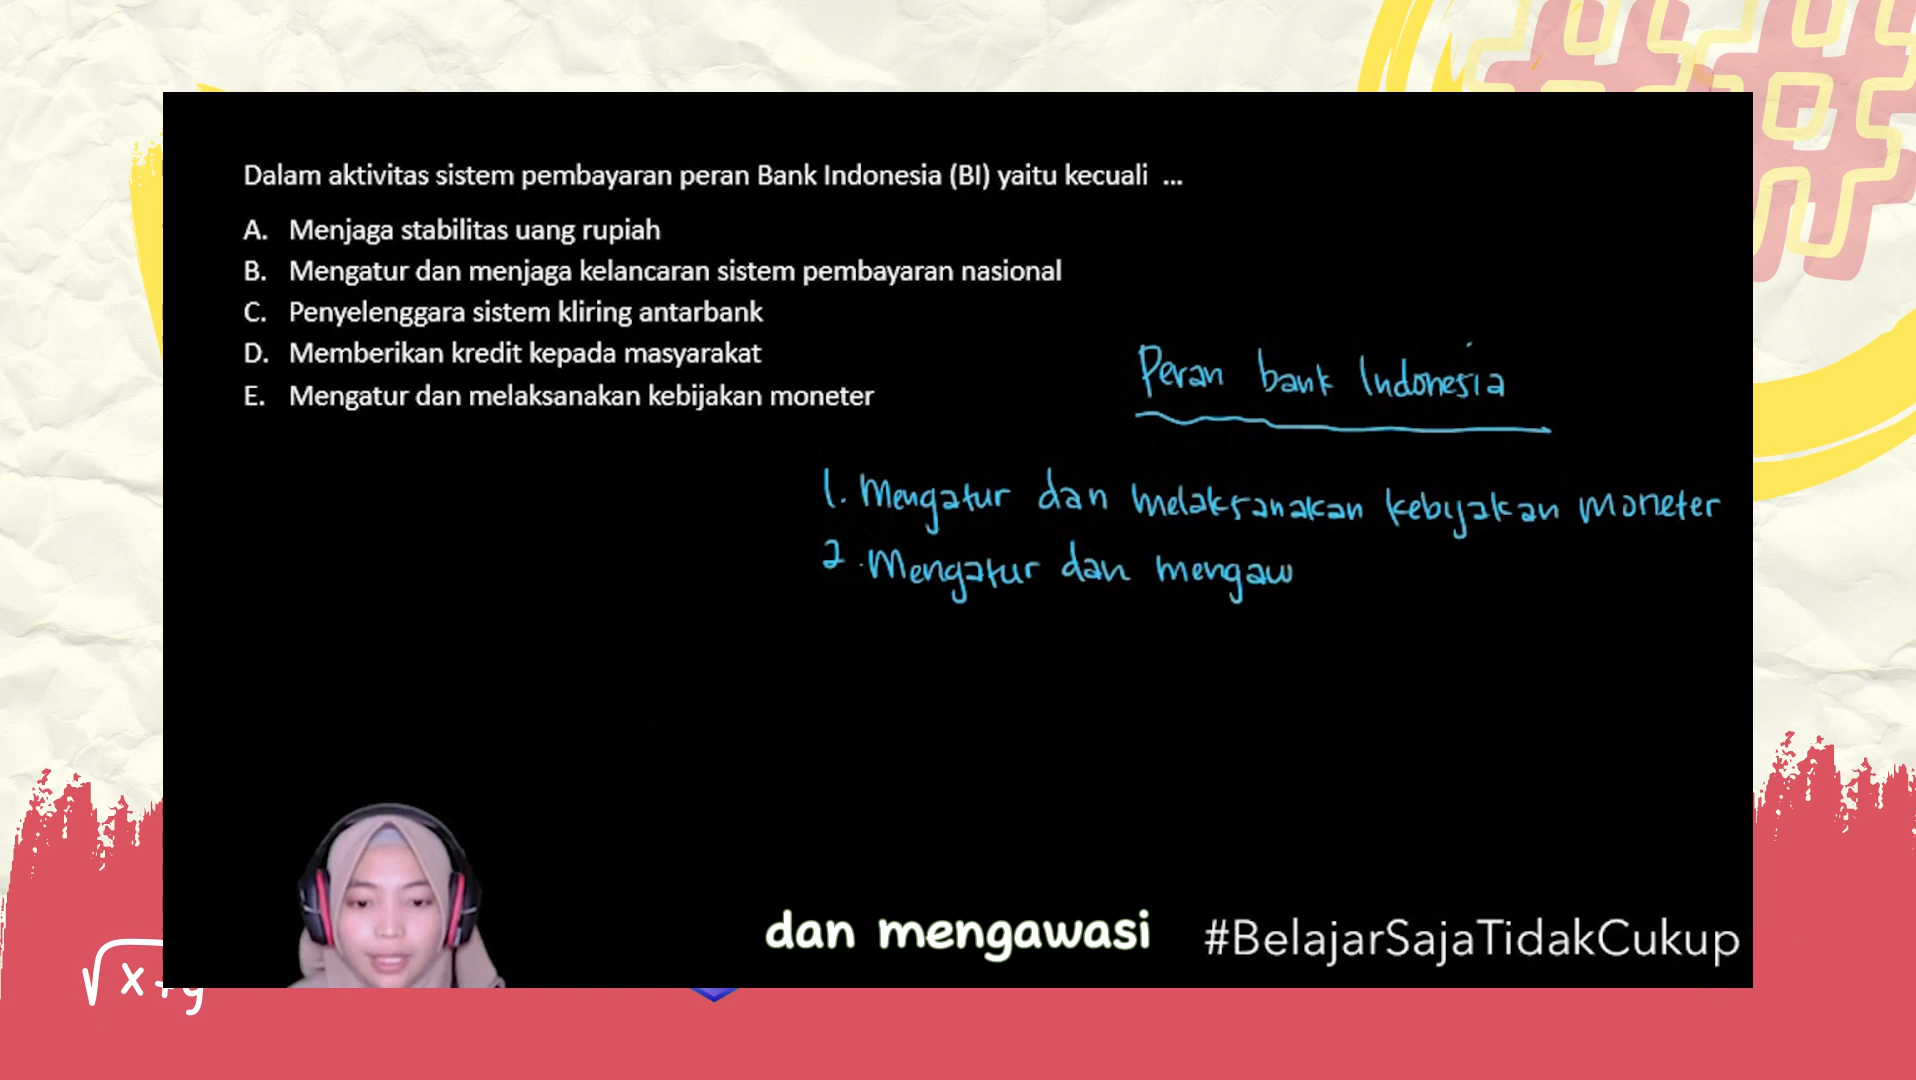 Dalam aktivitas sistem pembayaran peran Bank Indonesia (BI) yaitu kecuali ...
A. Menjaga stabilitas uang rupiah
B. Mengatur dan menjaga kelancaran sistem pembayaran nasional
C. Penyelenggara sistem kliring antarbank
D. Memberikan kredit kepada masyarakat
E. Mengatur dan melaksanakan kebijakan moneter
Peran bank Indonesia
1. Mengatur dan melaksanakan kebijakan moneter
2. Mengatur dan mengaw
dan mengawasi
#BelajarSajaTidakCukup
√x+y